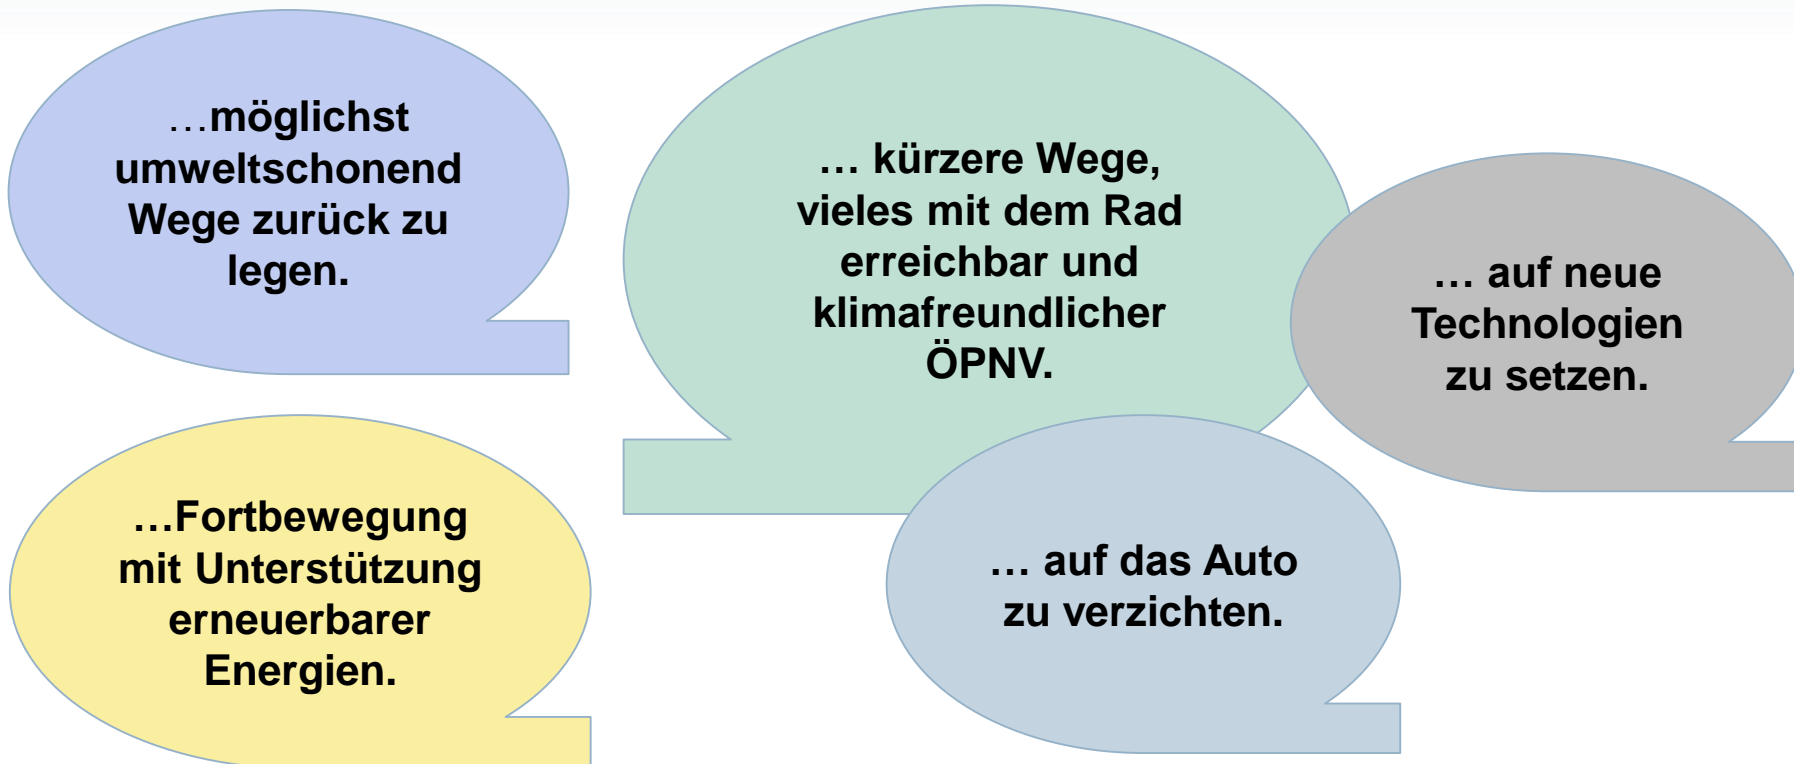 …möglichst
umweltschonend
Wege zurück zu
legen.
… kürzere Wege,
vieles mit dem Rad
erreichbar und
klimafreundlicher
ÖPNV.
… auf neue
Technologien
zu setzen.
…Fortbewegung
mit Unterstützung
erneuerbarer
Energien.
… auf das Auto
zu verzichten.